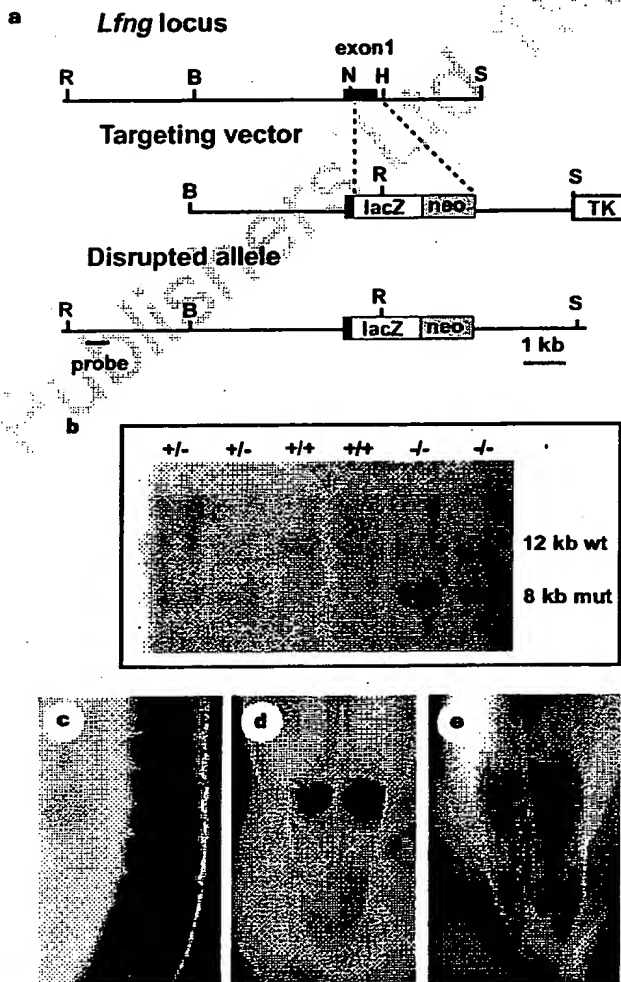 a
Lfng locus
exon1
R B N H S
Targeting vector
R
B S
lacZ neo TK
Disrupted allele
R
R B S
lacZ neo
probe 1 kb
b
+/- +/- +/+ +/+ -/- -/-
12 kb wt
8 kb mut
c d e